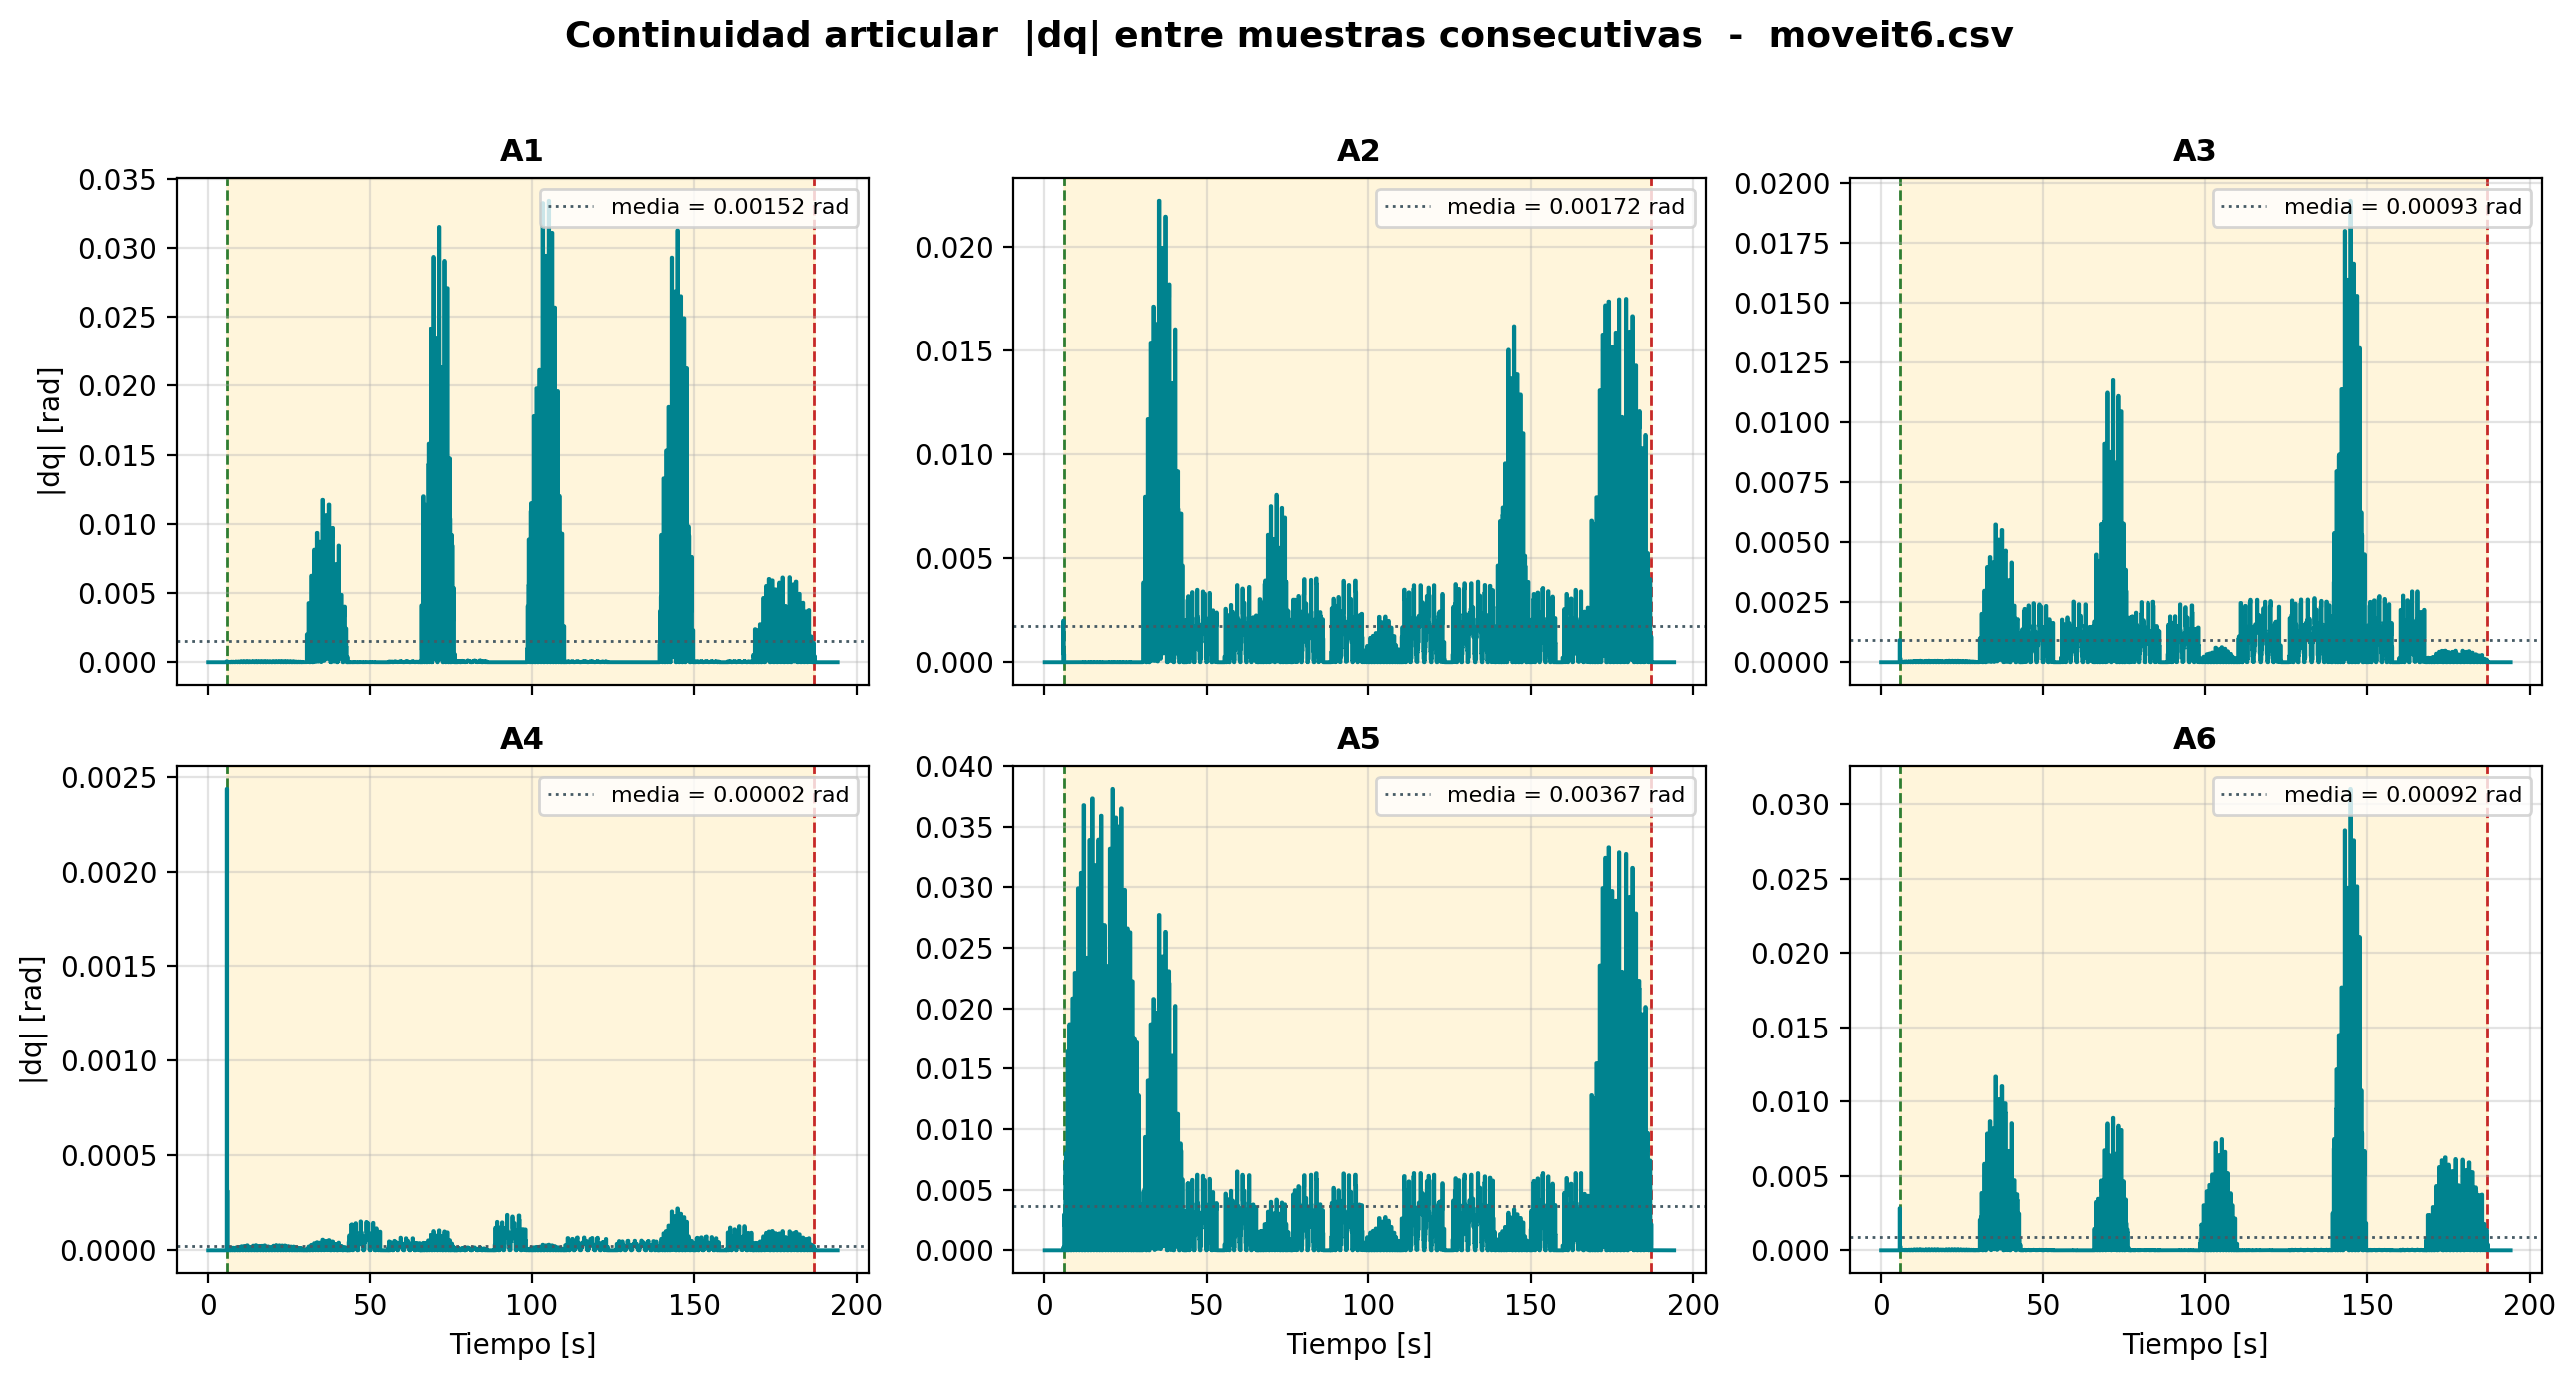 Continuidad articular |dq| entre muestras consecutivas - moveit6.csv
A1
A2
A3
|dq| [rad]
0.035
0.030
0.025
0.020
0.015
0.010
0.005
0.000
media = 0.00152 rad
0.020
0.015
0.010
0.005
0.000
media = 0.00172 rad
0.0200
0.0175
0.0150
0.0125
0.0100
0.0075
0.0050
0.0025
0.0000
media = 0.00093 rad
A4
A5
A6
|dq| [rad]
0.0025
0.0020
0.0015
0.0010
0.0005
0.0000
media = 0.00002 rad
0 50 100 150 200
Tiempo [s]
0.040
0.035
0.030
0.025
0.020
0.015
0.010
0.005
0.000
media = 0.00367 rad
0 50 100 150 200
Tiempo [s]
0.030
0.025
0.020
0.015
0.010
0.005
0.000
media = 0.00092 rad
0 50 100 150 200
Tiempo [s]